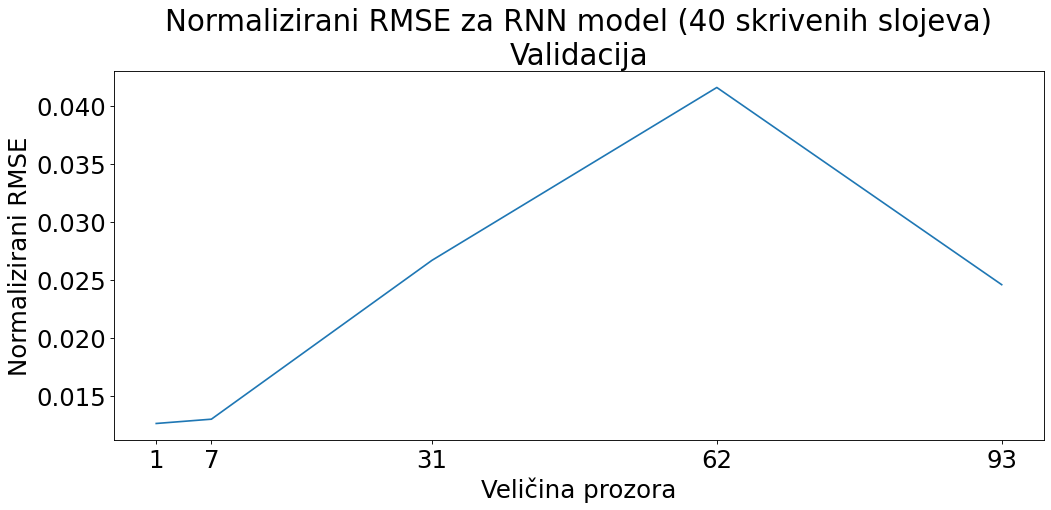 Normalizirani RMSE za RNN model (40 skrivenih slojeva)
Validacija
Normalizirani RMSE
0.040
0.035
0.030
0.025
0.020
0.015
1 7 31 62 93
Veličina prozora